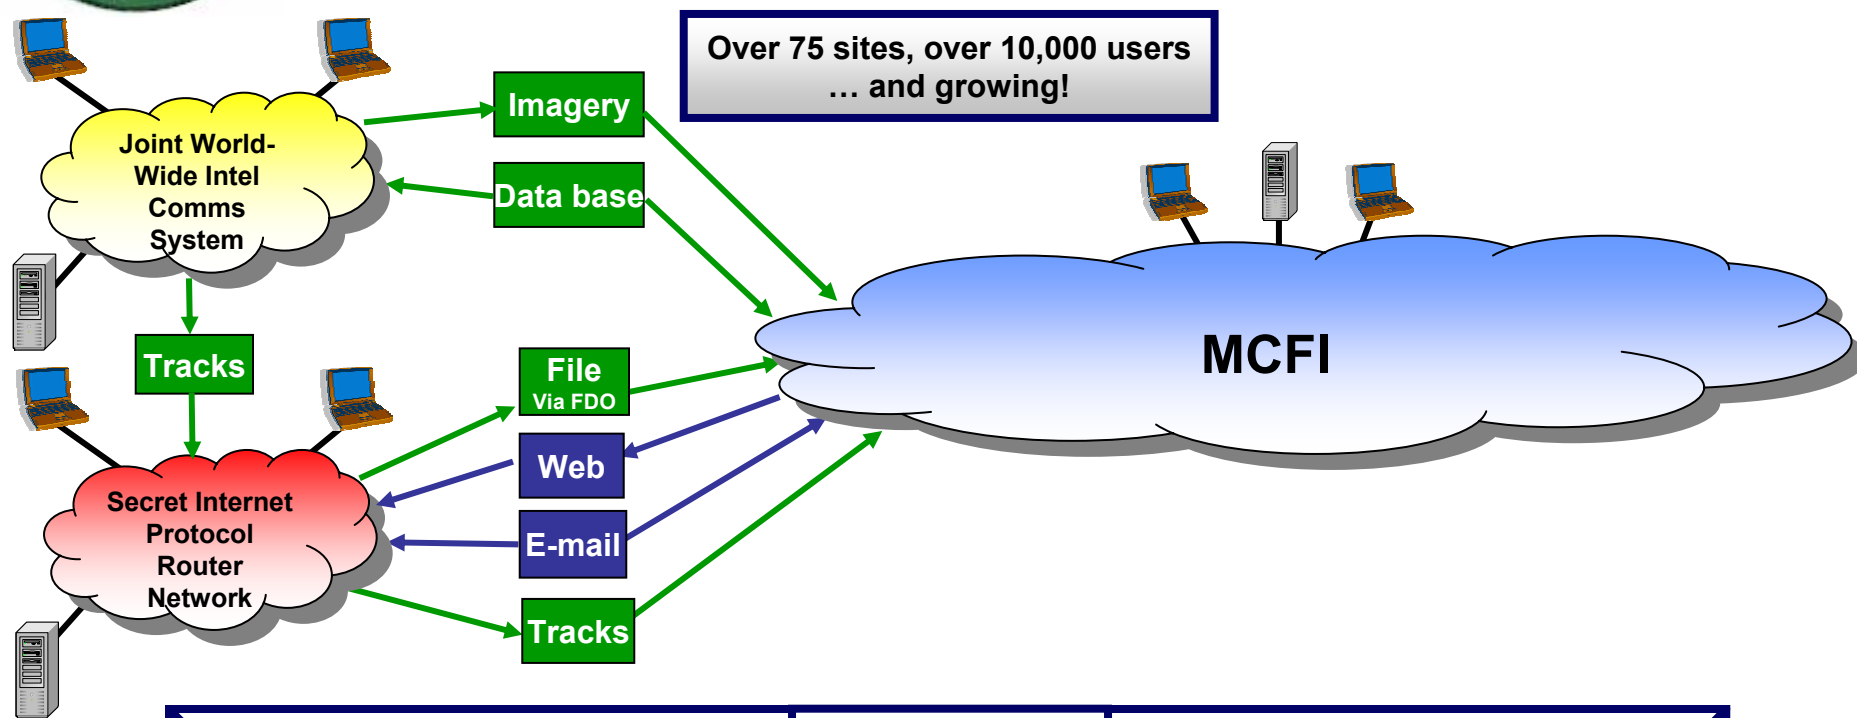 Over 75 sites, over 10,000 users
… and growing!
Joint World-
Wide Intel
Comms
System
Imagery
Data base
Tracks
MCFI
File
Via FDO
Web
E-mail
Tracks
Secret Internet
Protocol
Router
Network